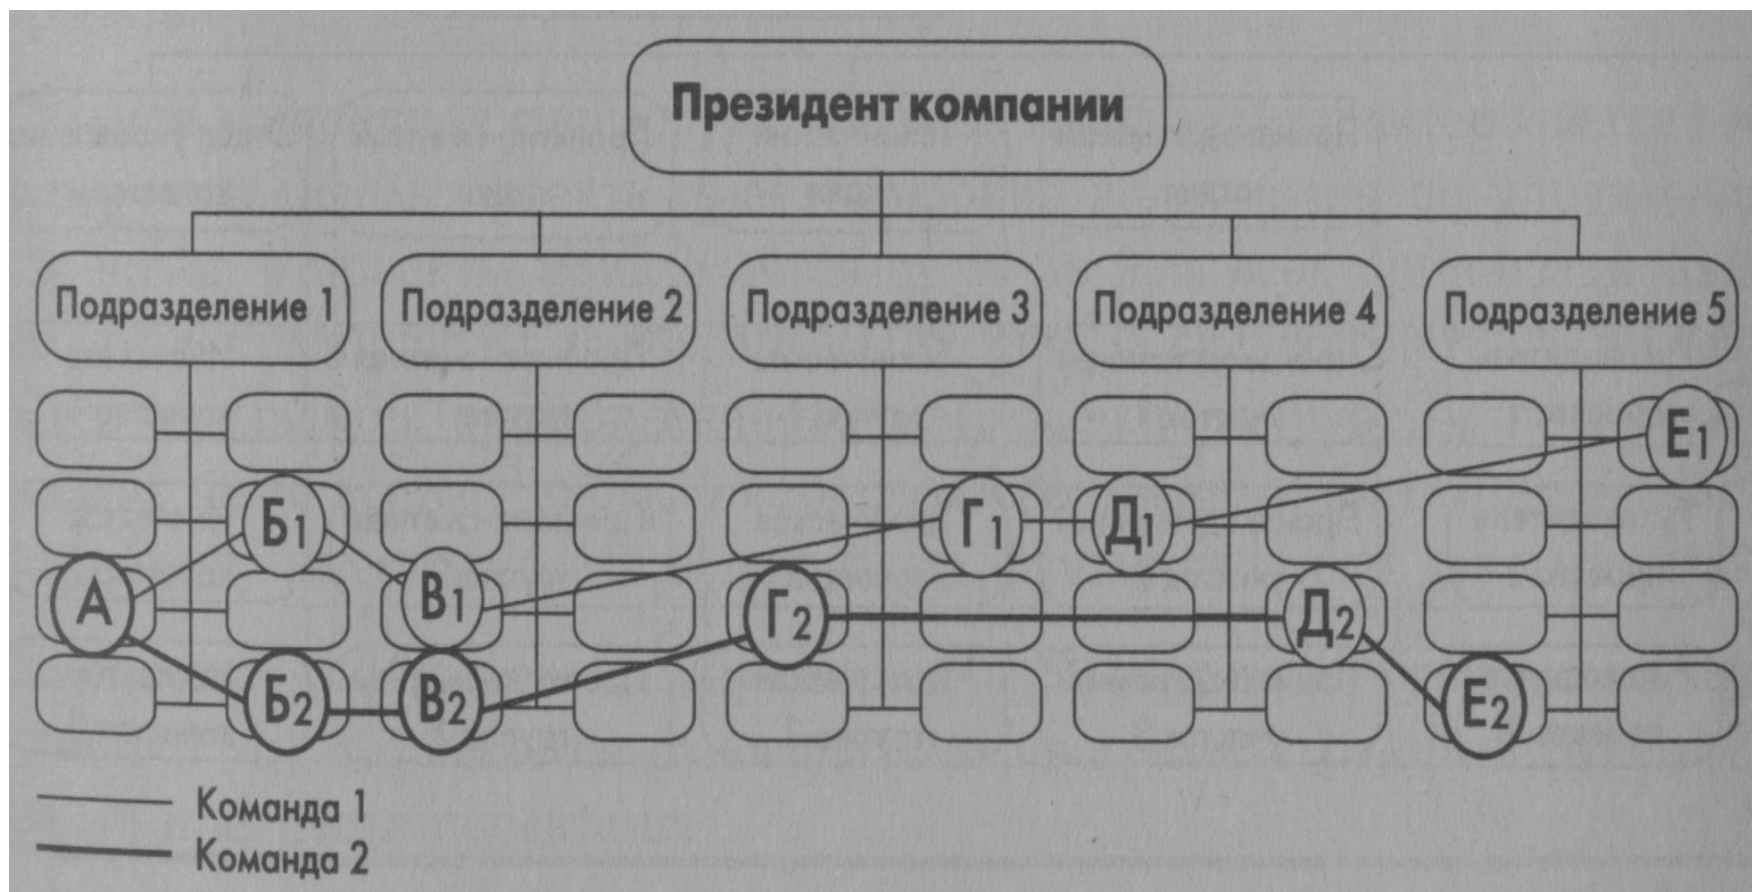 Президент компании
Подразделение 1
Подразделение 2
Подразделение 3
Подразделение 4
Подразделение 5
Е1
Б1
Г1
Д1
А
В1
Г2
Д2
Б2
В2
Е2
Команда 1
Команда 2